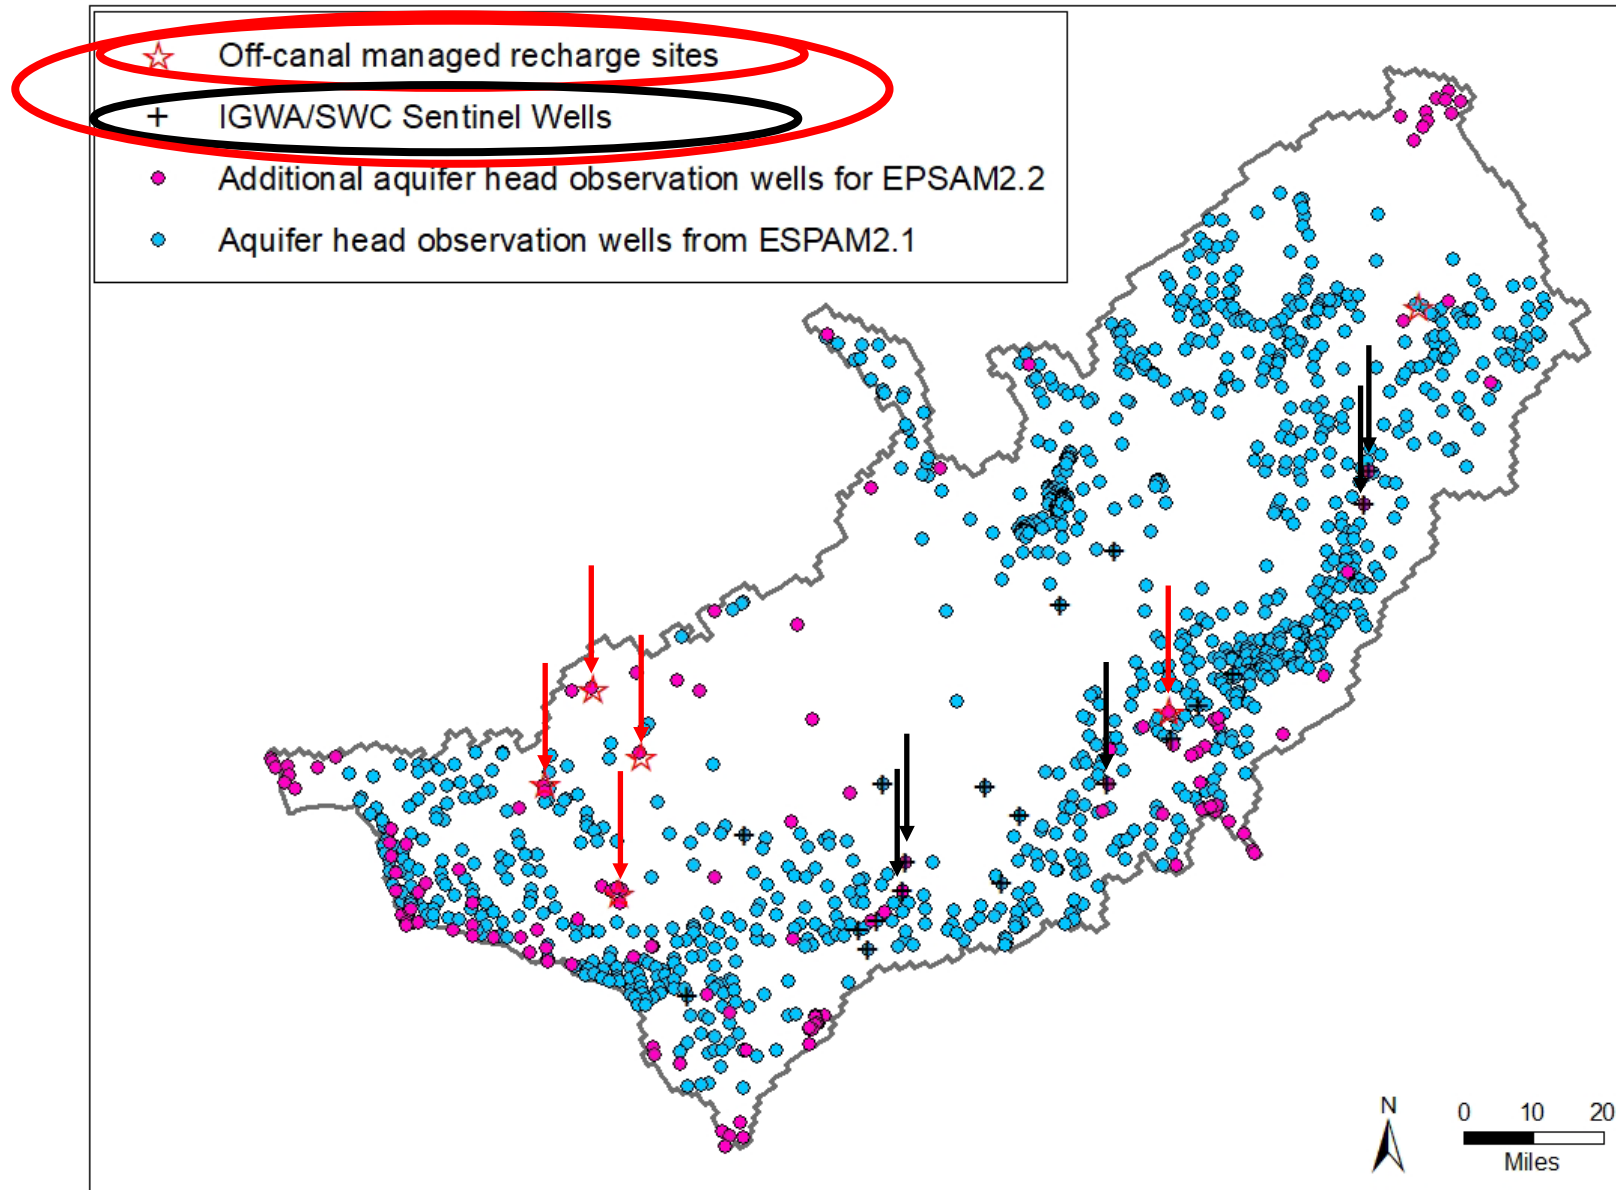 Off-canal managed recharge sites
IGWA/SWC Sentinel Wells
Additional aquifer head observation wells for EPSAM2.2
Aquifer head observation wells from ESPAM2.1
N
0 10 20
Miles